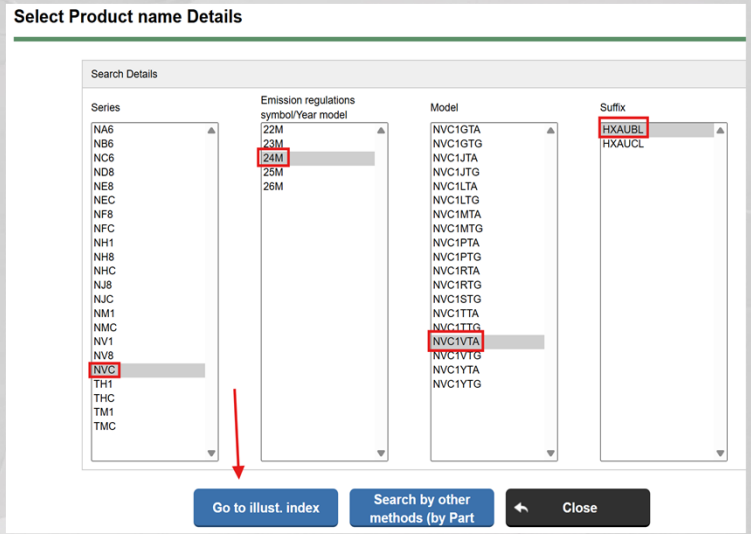 Select Product name Details
Search Details
Series
NA6
NB6
NC6
ND8
NE8
NEC
NF8
NFC
NH1
NH8
NHC
NJ8
NJC
NM1
NMC
NV1
NV8
NVC
TH1
THC
TM1
TMC
Emission regulations
symbol/Year model
22M
23M
24M
25M
26M
Model
NVC1GTA
NVC1GTG
NVC1JTA
NVC1JTG
NVC1LTA
NVC1LTG
NVC1MTA
NVC1MTG
NVC1PTA
NVC1PTG
NVC1RTA
NVC1RTG
NVC1STG
NVC1TTA
NVC1TTG
NVC1VTA
NVC1VTG
NVC1YTA
NVC1YTG
Suffix
HXAUBL
HXAUCL
Go to illust. index
Search by other
methods (by Part
Close